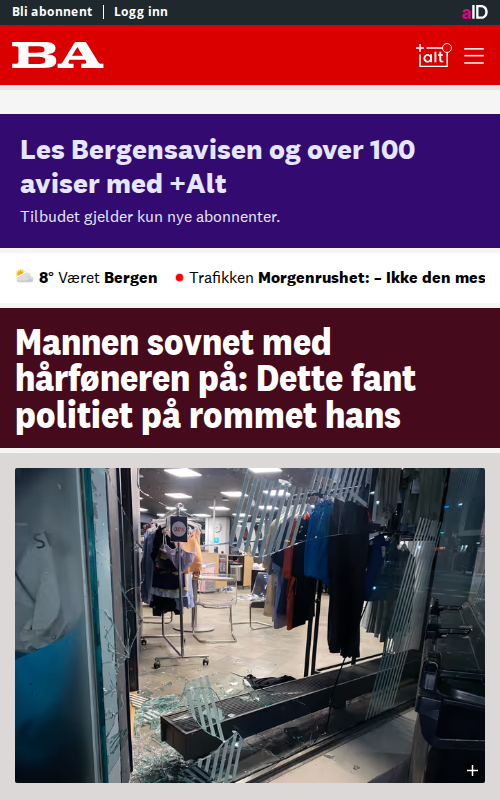 Bli abonnent | Logg inn
aID
BA
+alt
Les Bergensavisen og over 100
aviser med +Alt
Tilbudet gjelder kun nye abonnenter.
8° Været Bergen Trafikken Morgenrushet: – Ikke den mes
Mannen sovnet med
hårføneren på: Dette fant
politiet på rommet hans